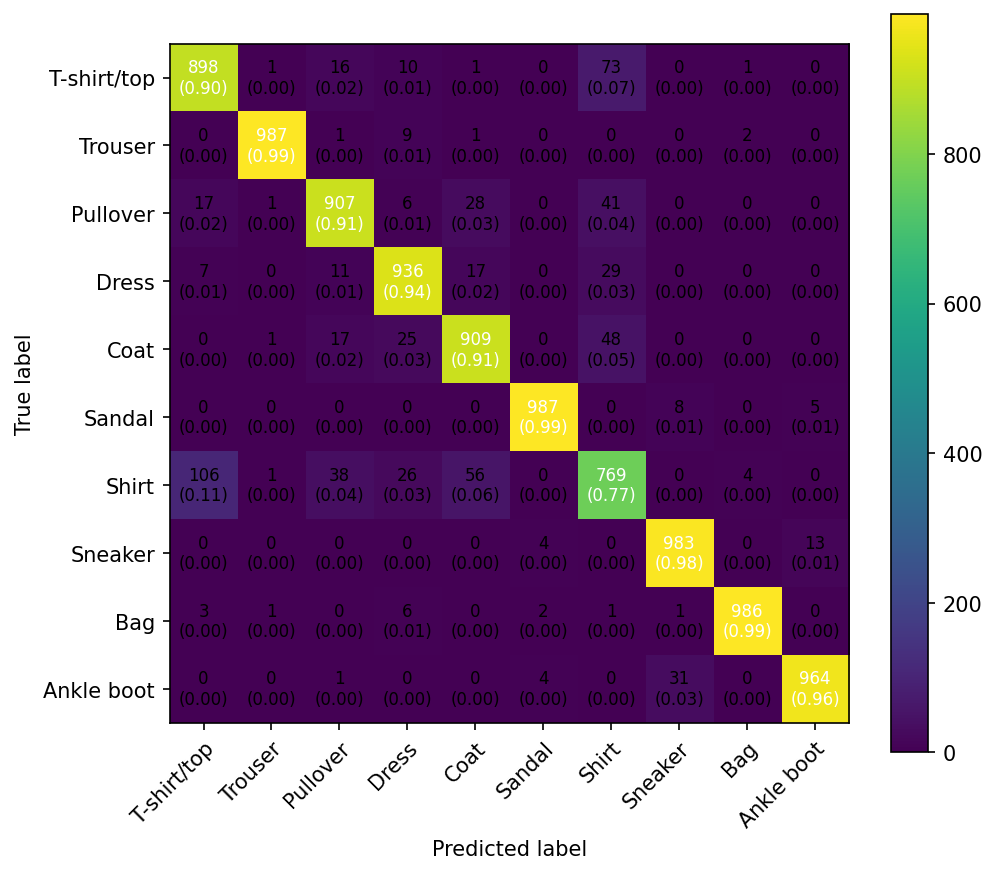 T-shirt/top 898 1 16 10 1 0 73 0 1 0
(0.90) (0.00) (0.02) (0.01) (0.00) (0.00) (0.07) (0.00) (0.00) (0.00)
Trouser 0 987 1 9 1 0 0 0 2 0
(0.00) (0.99) (0.00) (0.01) (0.00) (0.00) (0.00) (0.00) (0.00) (0.00)
Pullover 17 1 907 6 28 0 41 0 0 0
(0.02) (0.00) (0.91) (0.01) (0.03) (0.00) (0.04) (0.00) (0.00) (0.00)
Dress 7 0 11 936 17 0 29 0 0 0
(0.01) (0.00) (0.01) (0.94) (0.02) (0.00) (0.03) (0.00) (0.00) (0.00)
Coat 0 1 17 25 909 0 48 0 0 0
(0.00) (0.00) (0.02) (0.03) (0.91) (0.00) (0.05) (0.00) (0.00) (0.00)
Sandal 0 0 0 0 0 987 0 8 0 5
(0.00) (0.00) (0.00) (0.00) (0.00) (0.99) (0.00) (0.01) (0.00) (0.01)
Shirt 106 1 38 26 56 0 769 0 4 0
(0.11) (0.00) (0.04) (0.03) (0.06) (0.00) (0.77) (0.00) (0.00) (0.00)
Sneaker 0 0 0 0 0 4 0 983 0 13
(0.00) (0.00) (0.00) (0.00) (0.00) (0.00) (0.00) (0.98) (0.00) (0.01)
Bag 3 1 0 6 0 2 1 1 986 0
(0.00) (0.00) (0.00) (0.01) (0.00) (0.00) (0.00) (0.00) (0.99) (0.00)
Ankle boot 0 0 1 0 0 4 0 31 0 964
(0.00) (0.00) (0.00) (0.00) (0.00) (0.00) (0.00) (0.03) (0.00) (0.96)
T-shirt/top Trouser Pullover Dress Coat Sandal Shirt Sneaker Bag Ankle boot
Predicted label
True label
800
600
400
200
0